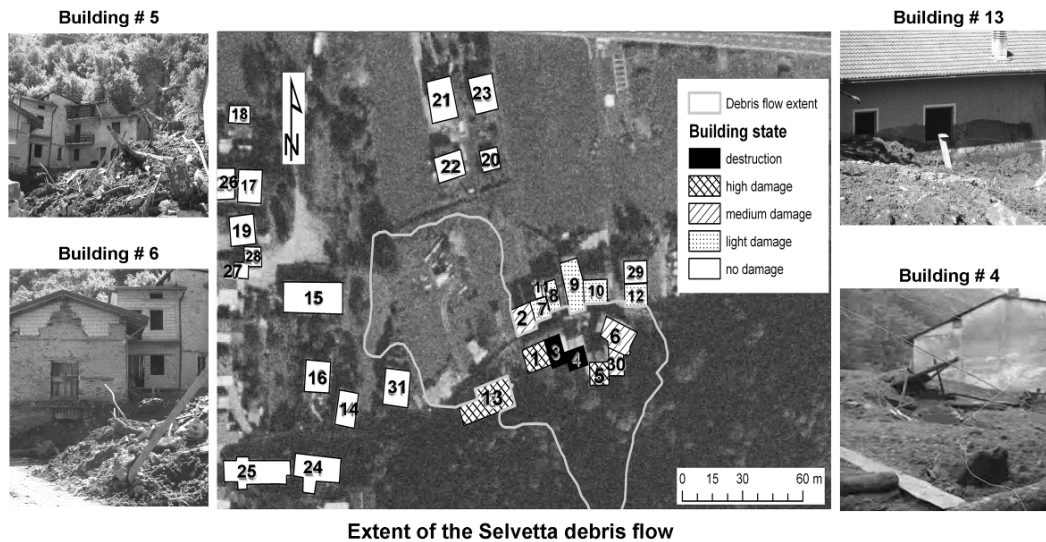 Building # 5
Building # 13
Building # 6
Building # 4
N
Debris flow extent
Building state
destruction
high damage
medium damage
light damage
no damage
18
21
23
22
20
26
17
19
28
27
15
16
14
31
25
24
11
8
9
10
29
12
7
2
6
1
3
4
5
30
13
0 15 30 60 m
Extent of the Selvetta debris flow